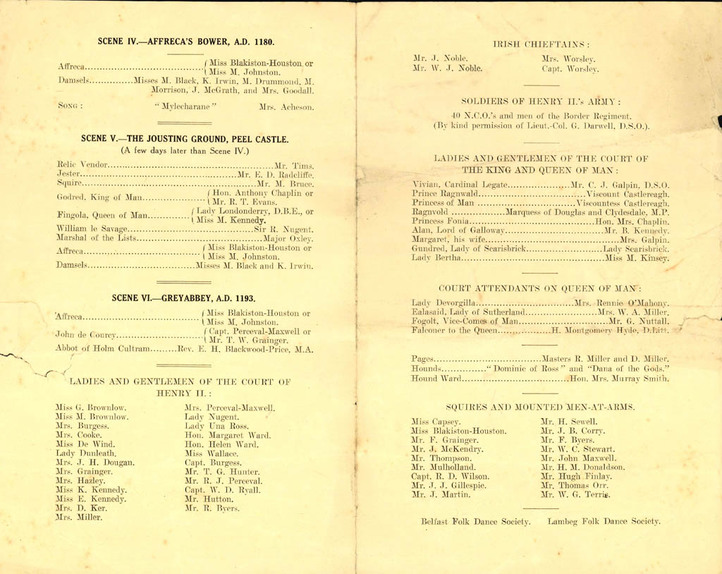 SCENE IV.—AFFRECA'S BOWER, A.D. 1180.
Affreca { Miss Blakiston-Houston or
{ Miss M. Johnston.
Damsels Misses M. Black, K. Irwin, M. Drummond, M.
Morrison, J. McGrath, and Mrs. Goodall.
SONG : "Mylecharane" Mrs. Acheson.
SCENE V.—THE JOUSTING GROUND, PEEL CASTLE.
(A few days later than Scene IV.)
Relic Vendor Mr. Tims.
Jester Mr. E. D. Radcliffe.
Squire Mr. M. Bruce.
Godred, King of Man { Hon. Anthony Chaplin or
{ Mr. R. T. Evans.
Fingola, Queen of Man { Lady Londonderry, D.B.E., or
{ Miss M. Kennedy.
William le Savage Sir R. Nugent.
Marshal of the Lists Major Oxley.
Affreca { Miss Blakiston-Houston or
{ Miss M. Johnston.
Damsels Misses M. Black and K. Irwin.
SCENE VI.—GREYABBEY, A.D. 1193.
Affreca { Miss Blakiston-Houston or
{ Miss M. Johnston.
John de Courcy { Capt. Perceval-Maxwell or
{ Mr. T. W. Grainger.
Abbot of Holm Cultram Rev. E. H. Blackwood-Price, M.A.
LADIES AND GENTLEMEN OF THE COURT OF
HENRY II :
Miss G. Brownlow.
Miss M. Brownlow.
Mrs. Burgess.
Mrs. Cooke.
Miss De Wind.
Lady Dunleath,
Mrs. J. H. Dougan.
Mrs. Grainger.
Mrs. Hazley.
Miss K. Kennedy.
Miss E. Kennedy.
Mrs. D. Ker.
Mrs. Miller.
Mrs. Perceval-Maxwell.
Lady Nugent.
Lady Una Ross.
Hon. Margaret Ward.
Hon. Helen Ward.
Miss Wallace.
Capt. Burgess.
Mr. T. G. Hunter.
Mr. R. J. Perceval.
Capt. W. D. Ryall.
Mr. Hutton.
Mr. R. Byers.
IRISH CHIEFTAINS :
Mr. J. Noble. Mrs. Worsley.
Mr. W. J. Noble. Capt. Worsley.
SOLDIERS OF HENRY II.'s ARMY :
40 N.C.O.'s and men of the Border Regiment.
(By kind permission of Lieut.-Col. G. Darwell, D.S.O.).
LADIES AND GENTLEMEN OF THE COURT OF
THE KING AND QUEEN OF MAN :
Vivian, Cardinal Legate Mr. C. J. Galpin, D.S.O.
Prince Ragnwald Viscount Castlereagh.
Princess of Man Viscountess Castlereagh.
Ragnvold Marquess of Douglas and Clydesdale, M.P.
Princess Fonia Hon. Mrs. Chaplin.
Alan, Lord of Galloway Mr. B. Kennedy.
Margaret, his wife Mrs. Galpin.
Gundred, Lady of Scarisbrick Lady Scarisbrick.
Lady Bertha Miss M. Kinsey.
COURT ATTENDANTS ON QUEEN OF MAN :
Lady Devorgilla Mrs. Rennie O'Mahony.
Ealasaid, Lady of Sutherland Mrs. W. A. Miller.
Fogolt, Vice-Comes of Man Mr. G. Nuttall.
Falconer to the Queen H. Montgomery Hyde,
Pages Masters R. Miller and D. Miller.
Hounds "Dominic of Ross" and "Dana of the Gods."
Hound Ward Hon. Mrs. Murray Smith.
SQUIRES AND MOUNTED MEN-AT-ARMS.
Miss Capsey.
Miss Blakiston-Houston.
Mr. F. Grainger.
Mr. J. McKendry.
Mr. Thompson.
Mr. Mulholland.
Capt. R. D. Wilson.
Mr. J. J. Gillespie.
Mr. J. Martin.
Mr. H. Sewell.
Mr. J. B. Corry.
Mr. F. Byers.
Mr. W. C. Stewart.
Mr. John Maxwell.
Mr. H. M. Donaldson.
Mr. Hugh Finlay.
Mr. Thomas Orr.
Mr. W. G. Terris.
Belfast Folk Dance Society. Lambeg Folk Dance Society.